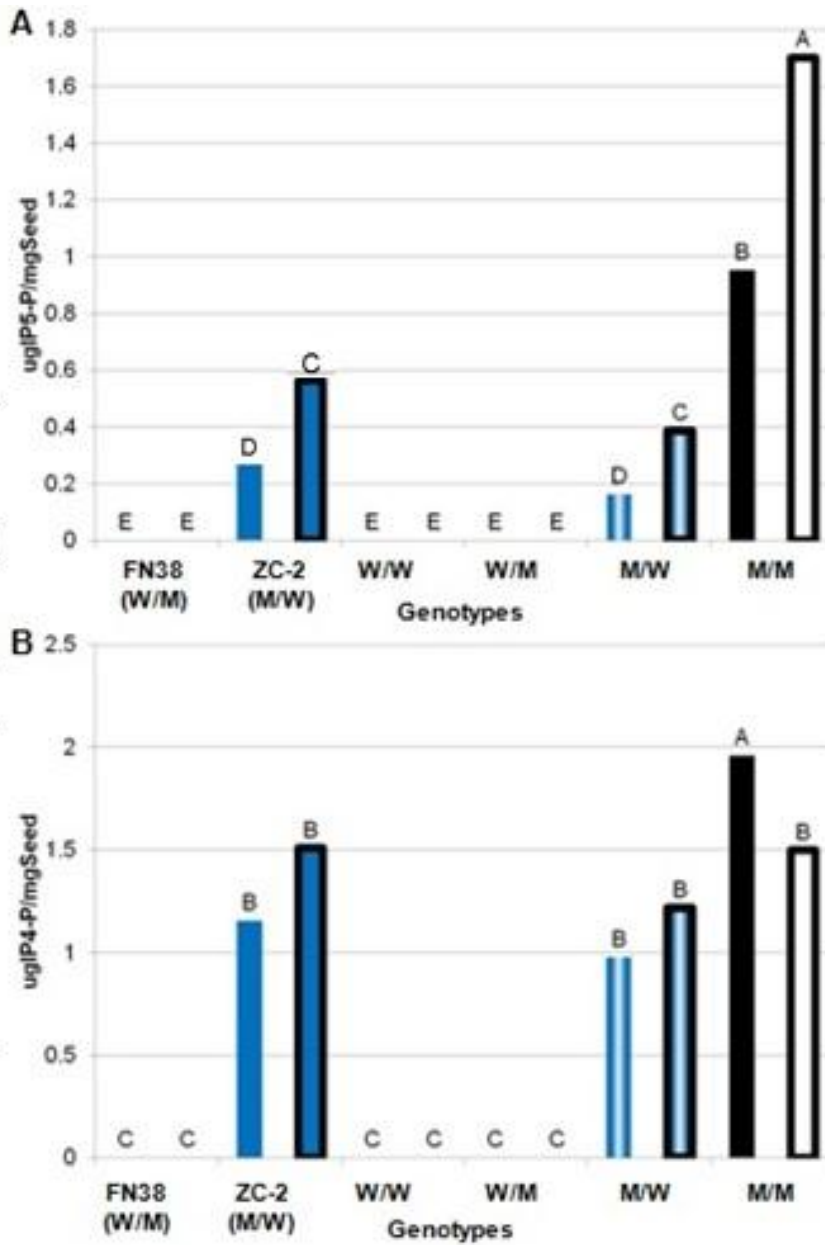 A
1.8
1.6
1.4
1.2
1
0.8
0.6
0.4
0.2
0
ugIP5-P/mgSeed
E E D C E E E E D C B A
FN38 ZC-2 W/W W/M M/W M/M
(W/M) (M/W)
Genotypes
B
2.5
2
1.5
1
0.5
0
ugIP4-P/mgSeed
C C B B C C C C B B A B
FN38 ZC-2 W/W W/M M/W M/M
(W/M) (M/W)
Genotypes